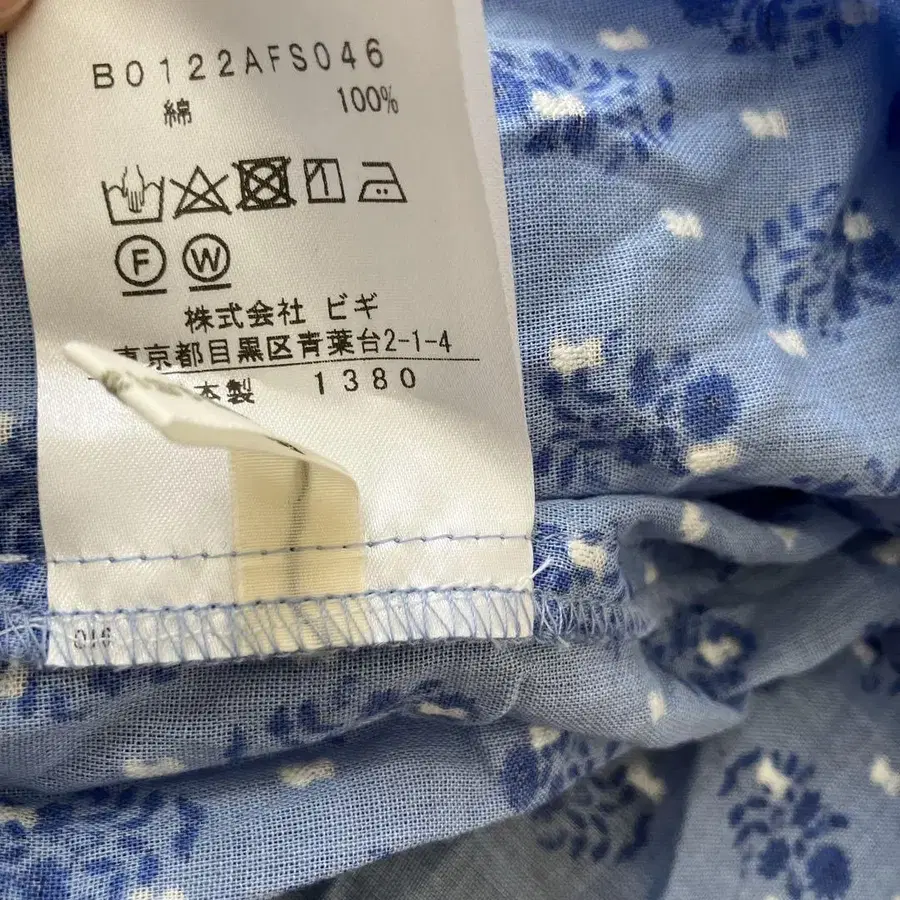 B0122AFS046
綿 100%
F W
株式会社 ビギ
東京都目黒区青葉台2-1-4
本製 1380